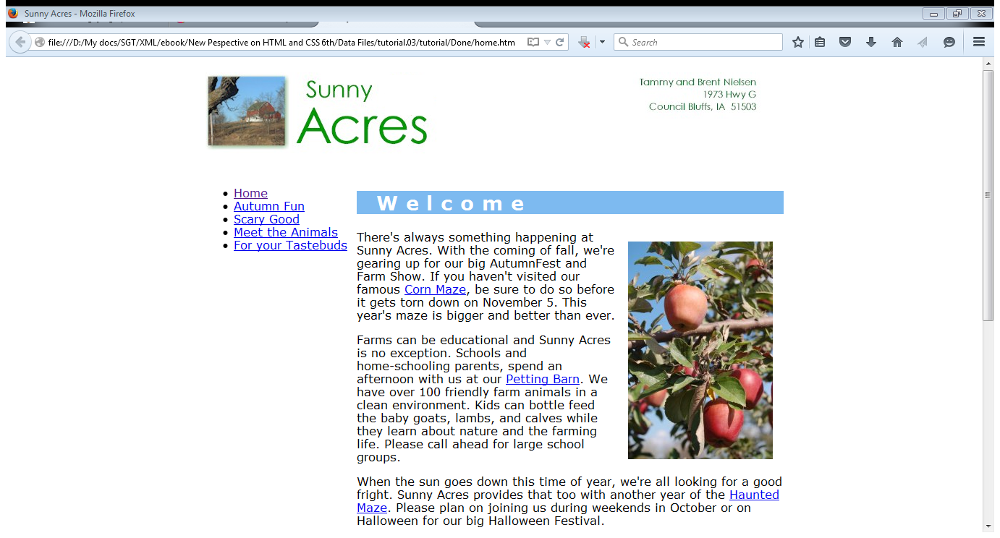 Sunny Acres - Mozilla Firefox
file:///D:/My docs/SGT/XML/ebook/New Pespective on HTML and CSS 6th/Data Files/tutorial.03/tutorial/Done/home.htm
Search
Sunny
Acres
Tammy and Brent Nielsen
1973 Hwy G
Council Bluffs, IA 51503
Home
Autumn Fun
Scary Good
Meet the Animals
For your Tastebuds
Welcome
There's always something happening at
Sunny Acres. With the coming of fall, we're
gearing up for our big AutumnFest and
Farm Show. If you haven't visited our
famous Corn Maze, be sure to do so before
it gets torn down on November 5. This
year's maze is bigger and better than ever.
Farms can be educational and Sunny Acres
is no exception. Schools and
home-schooling parents, spend an
afternoon with us at our Petting Barn. We
have over 100 friendly farm animals in a
clean environment. Kids can bottle feed
the baby goats, lambs, and calves while
they learn about nature and the farming
life. Please call ahead for large school
groups.
When the sun goes down this time of year, we're all looking for a good
fright. Sunny Acres provides that too with another year of the Haunted
Maze. Please plan on joining us during weekends in October or on
Halloween for our big Halloween Festival.